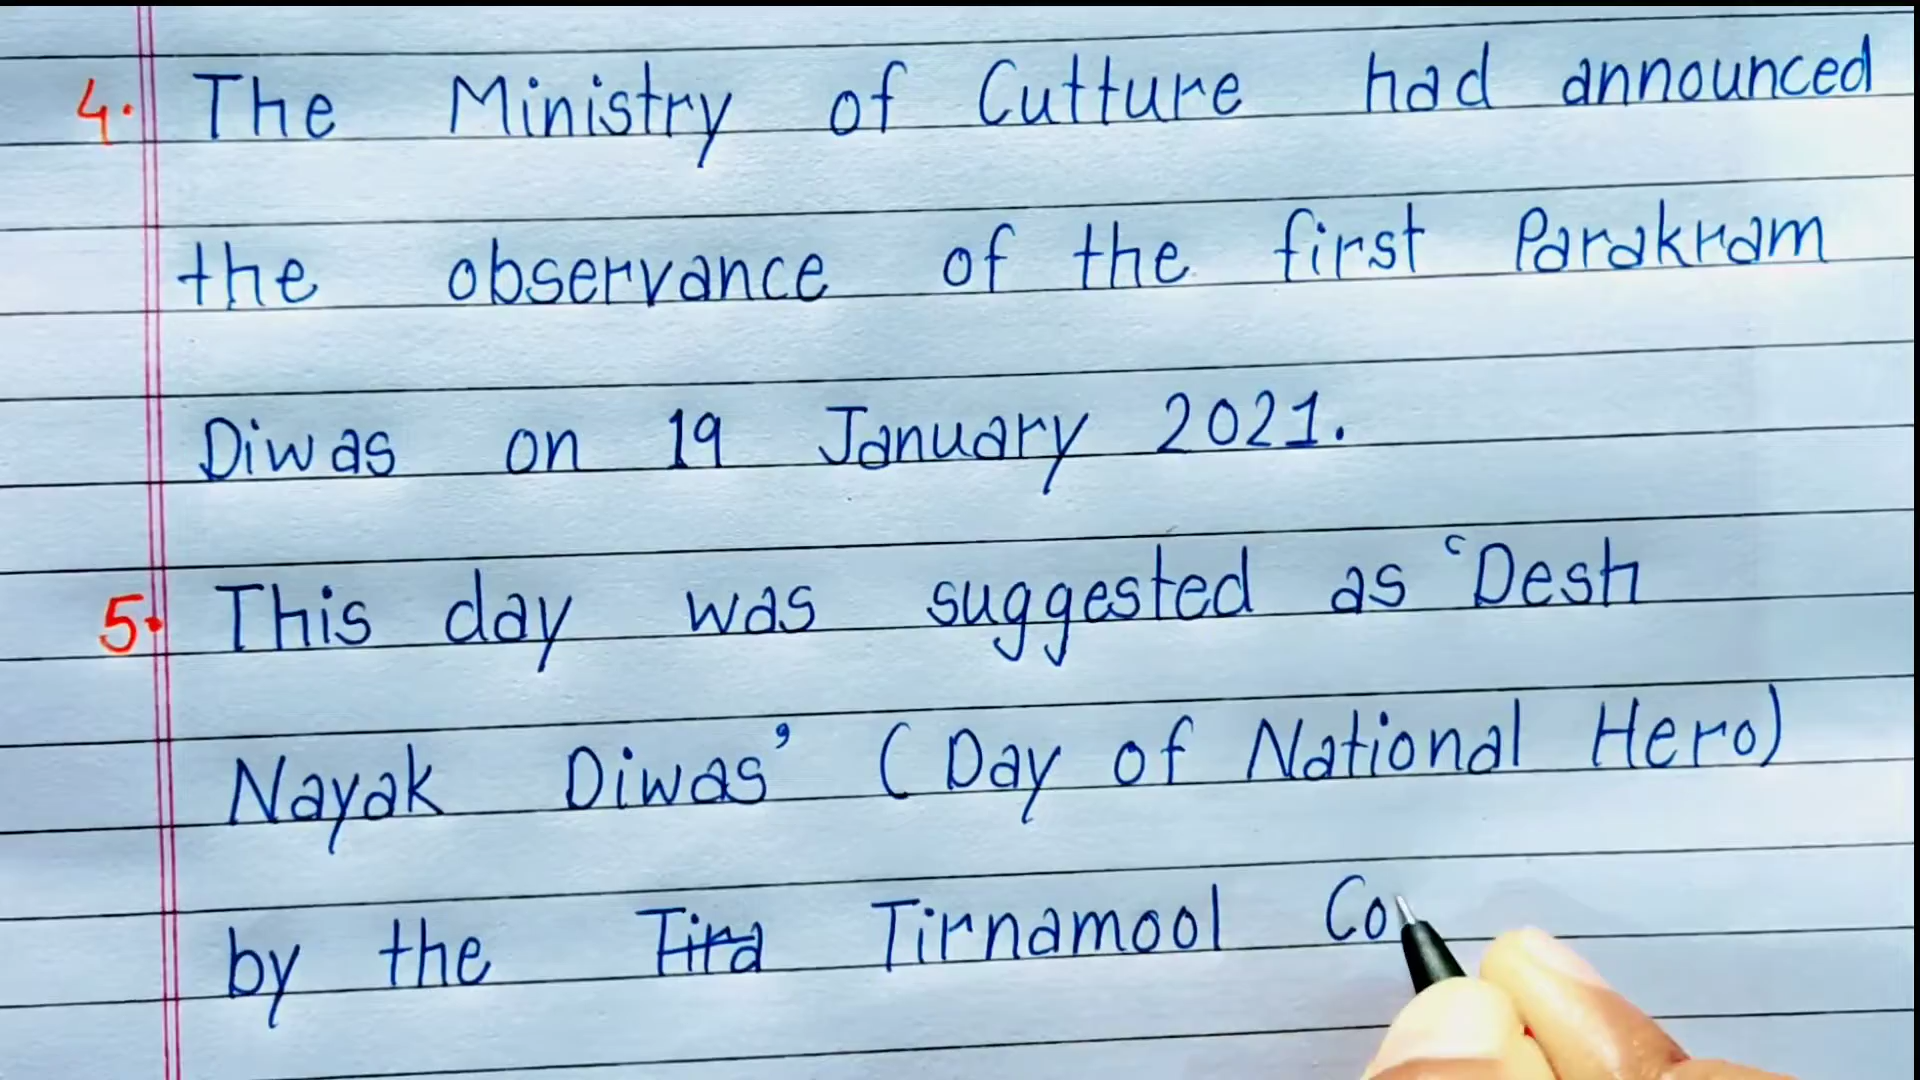 4. The Ministry of Cutture had announced
the observance of the first Parakram
Diwas on 19 January 2021.
5. This day was suggested as ‘Desh
Nayak Diwas’ (Day of National Hero)
by the Tira Tirnamool Co